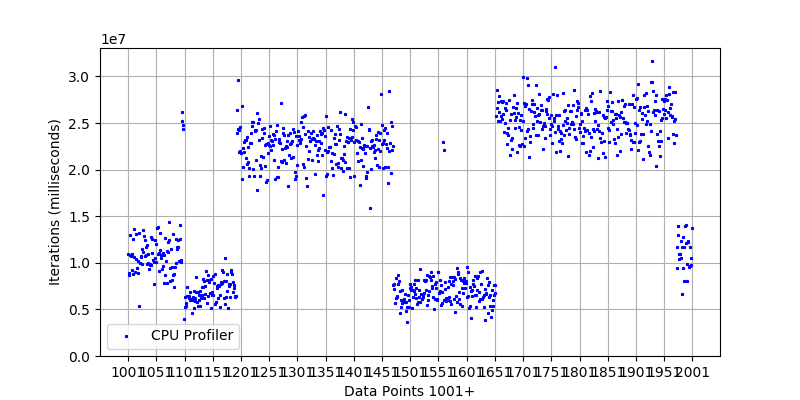 1e7
3.0
2.5
2.0
1.5
1.0
0.5
0.0
Iterations (milliseconds)
CPU Profiler
1001 1051 1101 1151 1201 1251 1301 1351 1401 1451 1501 1551 1601 1651 1701 1751 1801 1851 1901 1951 2001
Data Points 1001+